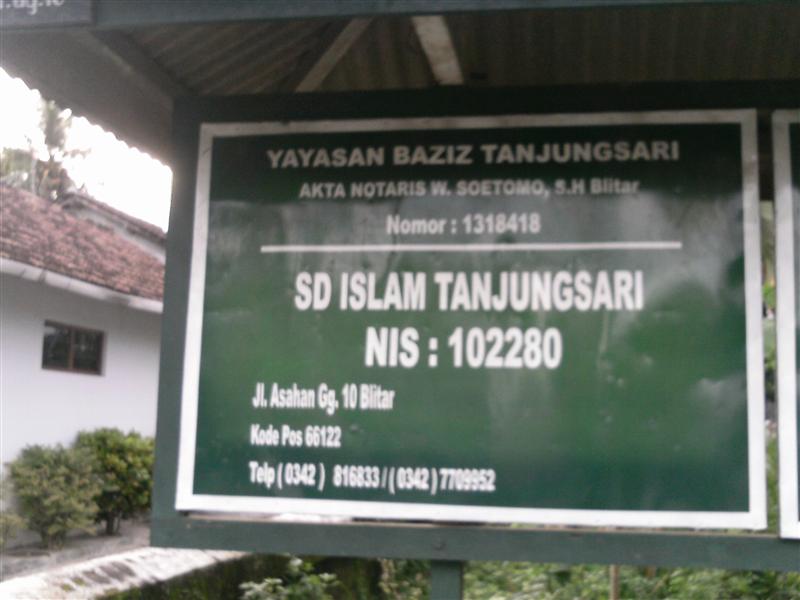 YAYASAN BAZIZ TANJUNGSARI
AKTA NOTARIS W. SOETOMO, S.H Blitar
Nomor : 1318418
SD ISLAM TANJUNGSARI
NIS : 102280
Jl. Asahan Gg. 10 Blitar
Kode Pos 66122
Telp ( 0342 ) 816833 / ( 0342 ) 7709952